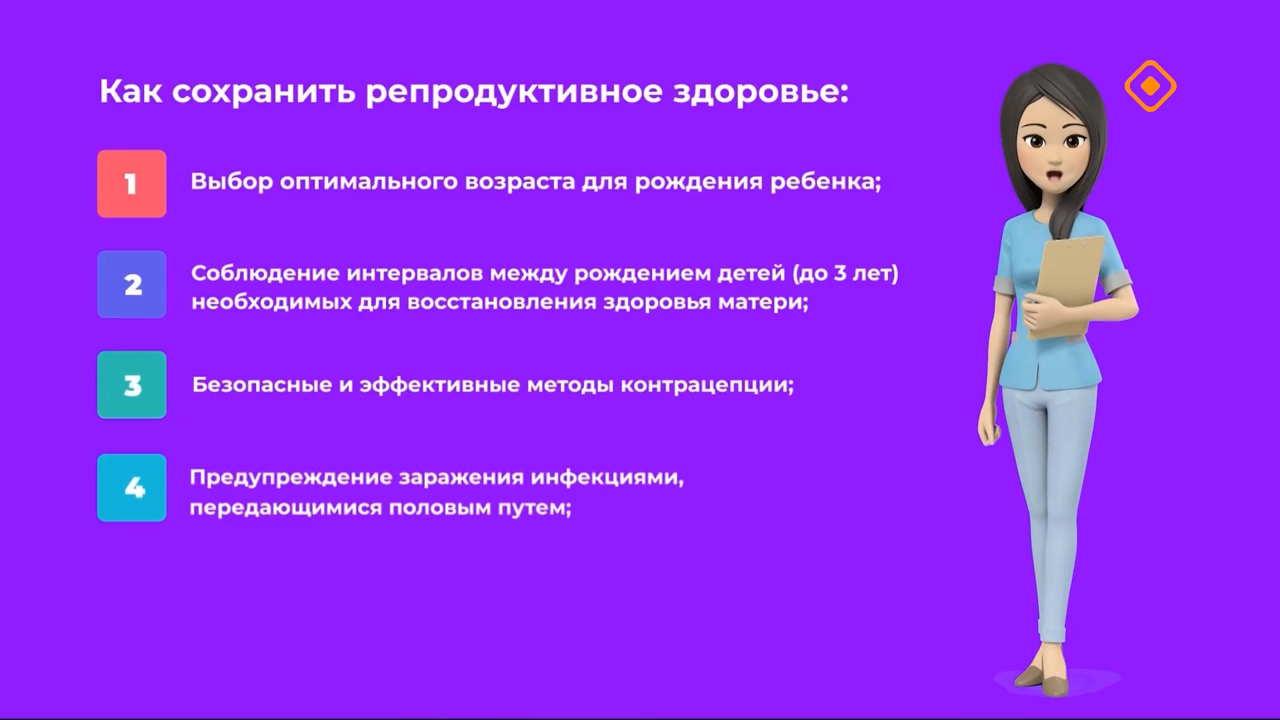 Как сохранить репродуктивное здоровье:
1
Выбор оптимального возраста для рождения ребенка;
2
Соблюдение интервалов между рождением детей (до 3 лет)
необходимых для восстановления здоровья матери;
3
Безопасные и эффективные методы контрацепции;
4
Предупреждение заражения инфекциями,
передающимися половым путем;